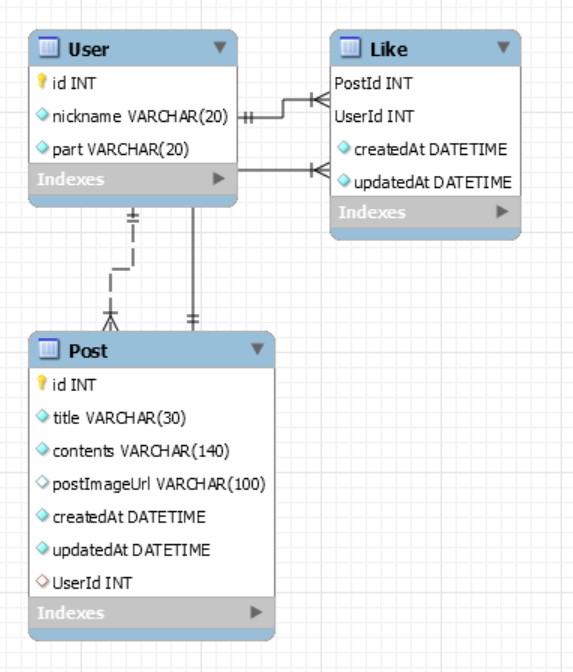 User
id INT
nickname VARCHAR(20)
part VARCHAR(20)
Indexes
Like
PostId INT
UserId INT
createdAt DATETIME
updatedAt DATETIME
Indexes
Post
id INT
title VARCHAR(30)
contents VARCHAR(140)
postImageUrl VARCHAR(100)
createdAt DATETIME
updatedAt DATETIME
UserId INT
Indexes